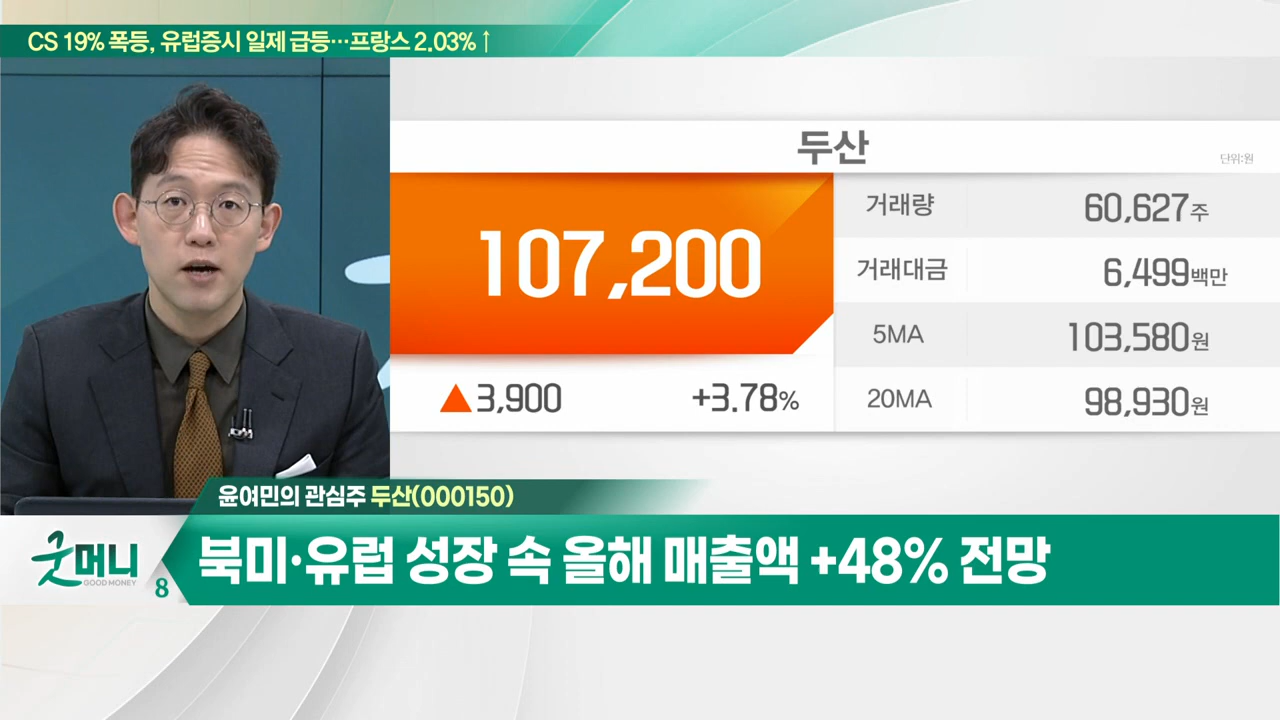 CS 19% 폭등, 유럽증시 일제 급등…프랑스 2.03%↑
두산
단위:원
107,200
▲3,900 +3.78%
거래량 60,627주
거래대금 6,499백만
5MA 103,580원
20MA 98,930원
윤여민의 관심주 두산(000150)
북미·유럽 성장 속 올해 매출액 +48% 전망
굿머니
GOOD MONEY
8